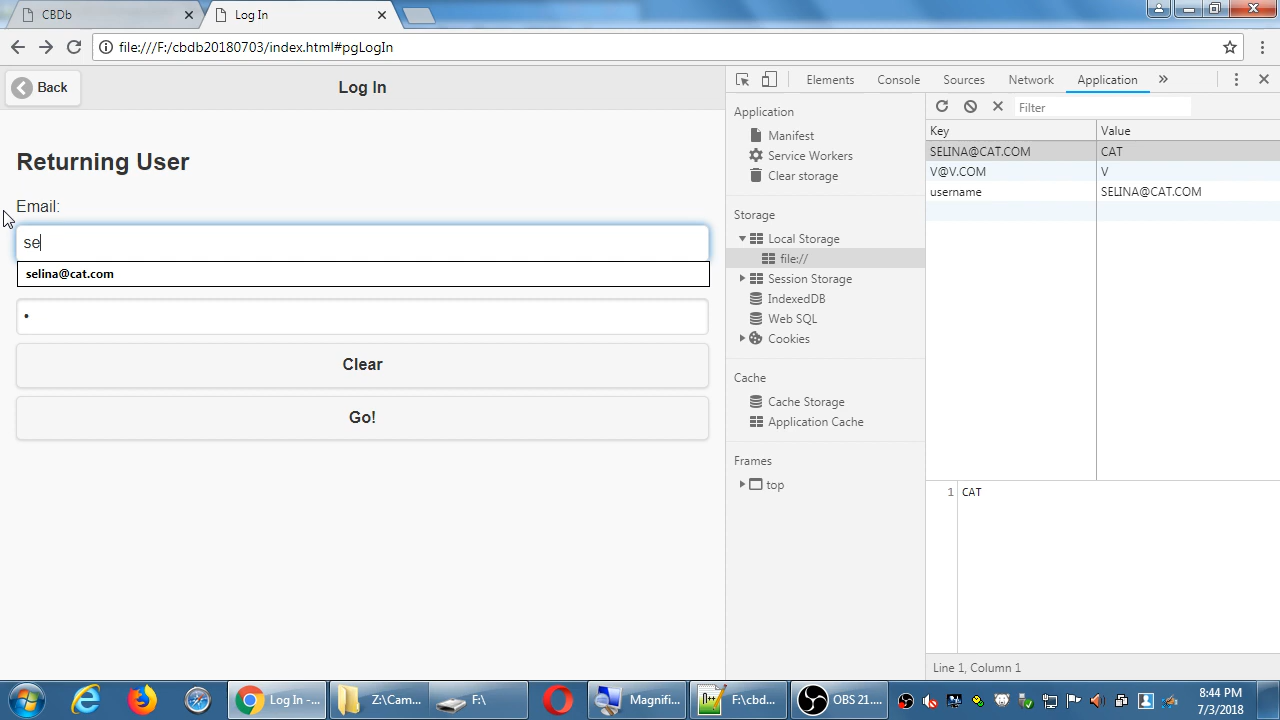 CBDb
Log In
file:///F:/cbdb20180703/index.html#pgLogIn
Back
Log In
Returning User
Email:
se
selina@cat.com
•
Clear
Go!
Elements
Console
Sources
Network
Application
»
Application
Manifest
Service Workers
Clear storage
Storage
Local Storage
file://
Session Storage
IndexedDB
Web SQL
Cookies
Cache
Cache Storage
Application Cache
Frames
top
Filter
Key Value
SELINA@CAT.COM CAT
V@V.COM V
username SELINA@CAT.COM
1 CAT
Line 1, Column 1
Log In -...
Z:\Cam...
F:\
Magnifi...
F:\cbd...
OBS 21....
8:44 PM
7/3/2018